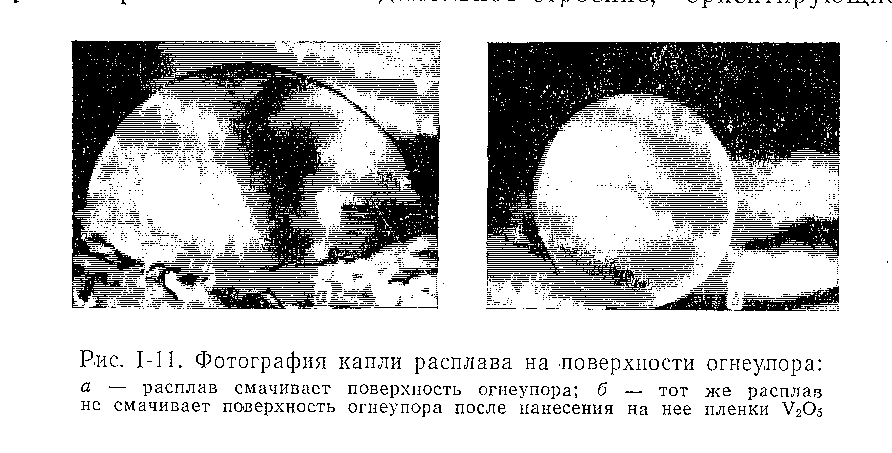 Рис. I-11. Фотография капли расплава на поверхности огнеупора:
а — расплав смачивает поверхность огнеупора; б — тот же расплав
не смачивает поверхность огнеупора после нанесения на нее пленки V₂O₅